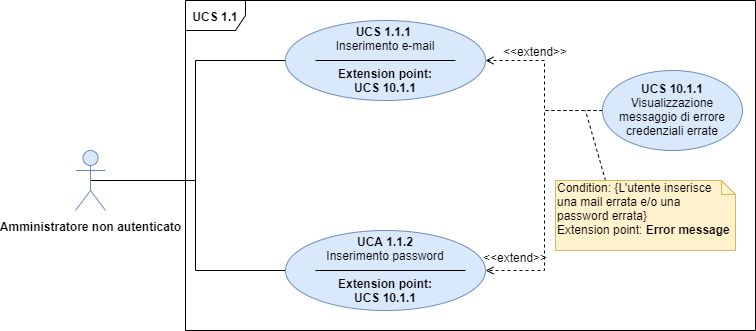 UCS 1.1
UCS 1.1.1
Inserimento e-mail
Extension point:
UCS 10.1.1
<<extend>>
UCS 10.1.1
Visualizzazione
messaggio di errore
credenziali errate
Condition: {L'utente inserisce
una mail errata e/o una
password errata}
Extension point: Error message
Amministratore non autenticato
UCA 1.1.2
Inserimento password
Extension point:
UCS 10.1.1
<<extend>>